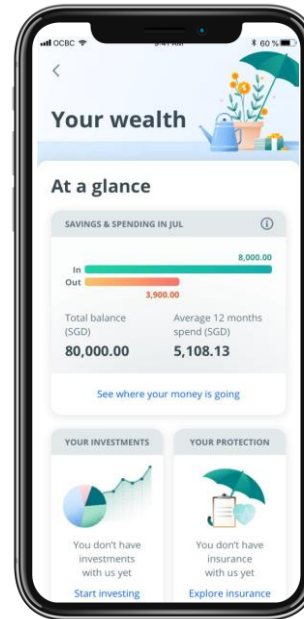 OCBC 9:41 AM 60 %
Your wealth
At a glance
SAVINGS & SPENDING IN JUL
8,000.00
In
Out
3,900.00
Total balance
(SGD)
80,000.00
Average 12 months
spend (SGD)
5,108.13
See where your money is going
YOUR INVESTMENTS
You don't have
investments
with us yet
Start investing
YOUR PROTECTION
You don't have
insurance
with us yet
Explore insurance